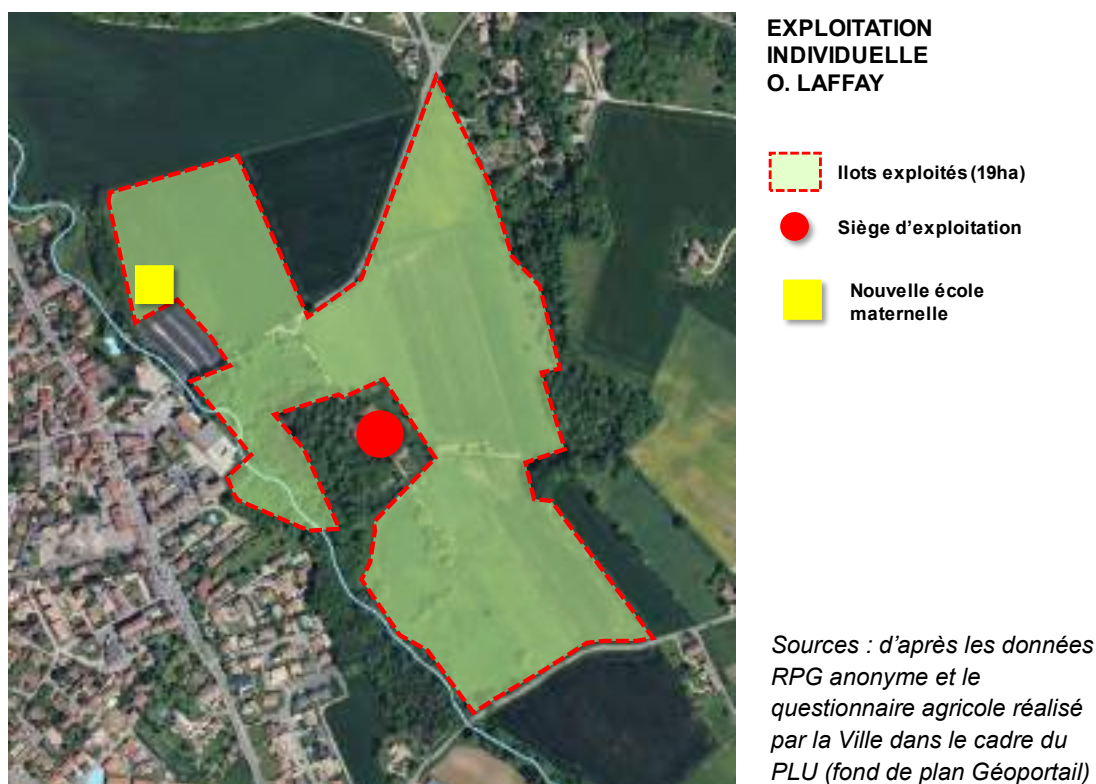 EXPLOITATION
INDIVIDUELLE
O. LAFFAY
Ilots exploités (19ha)
Siège d'exploitation
Nouvelle école
maternelle
Sources : d'après les données
RPG anonyme et le
questionnaire agricole réalisé
par la Ville dans le cadre du
PLU (fond de plan Géoportail)